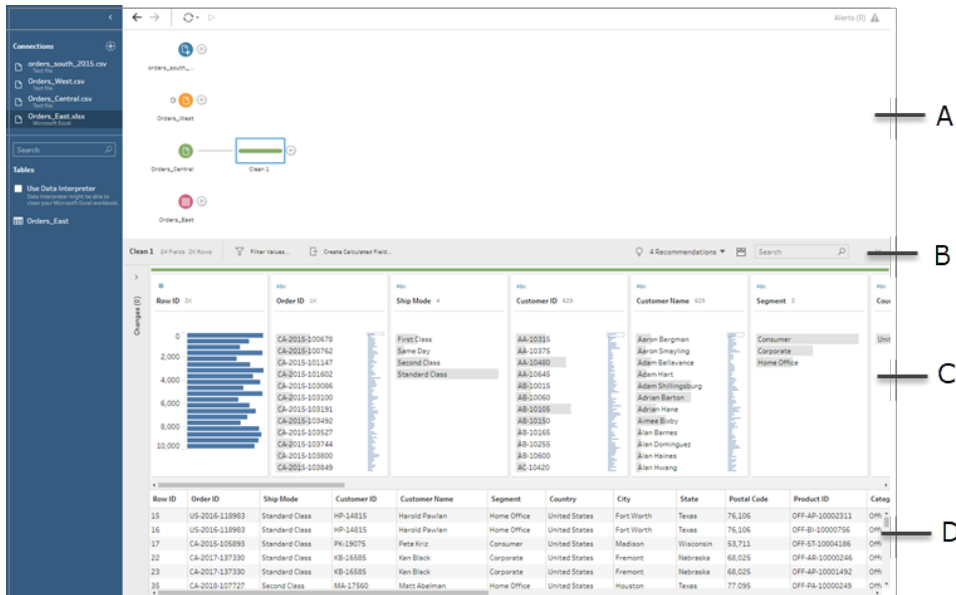 Alerts (0)
Connections
orders_south_2015.csv
Text file
Orders_West.csv
Text file
Orders_Central.csv
Text file
Orders_East.xlsx
Microsoft Excel
Search
Tables
Use Data Interpreter
Data Interpreter might be able to
clean your Microsoft Excel workbook.
Orders_East
orders_south_...
Orders_West
Orders_Central
Clean 1
Orders_East
A
Clean 1 24 Fields 2K Rows Filter Values... Create Calculated Field... 4 Recommendations Search
B
Changes (0)
# Abc Abc Abc Abc Abc Abc
Row ID 2K Order ID 1K Ship Mode 4 Customer ID 629 Customer Name 629 Segment 3 Cou
0 CA-2015-100678 First Class AA-10315 Aaron Bergman Consumer Unit
CA-2015-100762 Same Day AA-10375 Aaron Smayling Corporate
2,000 CA-2015-101147 Second Class AA-10480 Adam Bellavance Home Office
CA-2015-101602 Standard Class AA-10645 Adam Hart
4,000 CA-2015-103086 AB-10015 Adam Shillingsburg
CA-2015-103100 AB-10060 Adrian Barton
6,000 CA-2015-103191 AB-10105 Adrian Hane
CA-2015-103492 AB-10150 Aimee Bixby
8,000 CA-2015-103527 AB-10165 Alan Barnes
CA-2015-103744 AB-10255 Alan Dominguez
10,000 CA-2015-103800 AB-10600 Alan Haines
CA-2015-103849 AC-10420 Alan Hwang
C
Row ID Order ID Ship Mode Customer ID Customer Name Segment Country City State Postal Code Product ID Categ
15 US-2016-118983 Standard Class HP-14815 Harold Pawlan Home Office United States Fort Worth Texas 76,106 OFF-AP-10002311 Offi
16 US-2016-118983 Standard Class HP-14815 Harold Pawlan Home Office United States Fort Worth Texas 76,106 OFF-BI-10000756 Offi
17 CA-2015-105893 Standard Class PK-19075 Pete Kriz Consumer United States Madison Wisconsin 53,711 OFF-ST-10004186 Offi
22 CA-2017-137330 Standard Class KB-16585 Ken Black Corporate United States Fremont Nebraska 68,025 OFF-AR-10000246 Offi
23 CA-2017-137330 Standard Class KB-16585 Ken Black Corporate United States Fremont Nebraska 68,025 OFF-AP-10001492 Offi
35 CA-2018-107727 Second Class MA-17560 Matt Abelman Home Office United States Houston Texas 77,095 OFF-PA-10000249 Offi
D